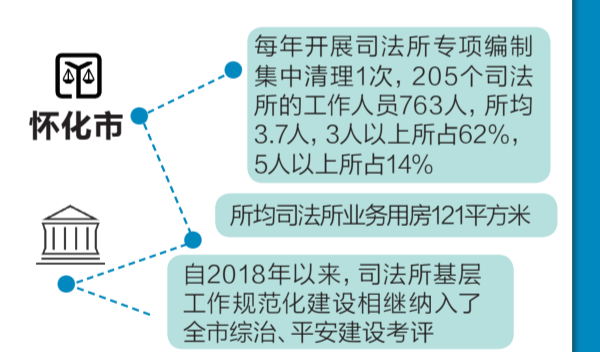 怀化市
每年开展司法所专项编制
集中清理1次，205个司法
所的工作人员763人，所均
3.7人，3人以上所占62%，
5人以上所占14%
所均司法所业务用房121平方米
自2018年以来，司法所基层
工作规范化建设相继纳入了
全市综治、平安建设考评